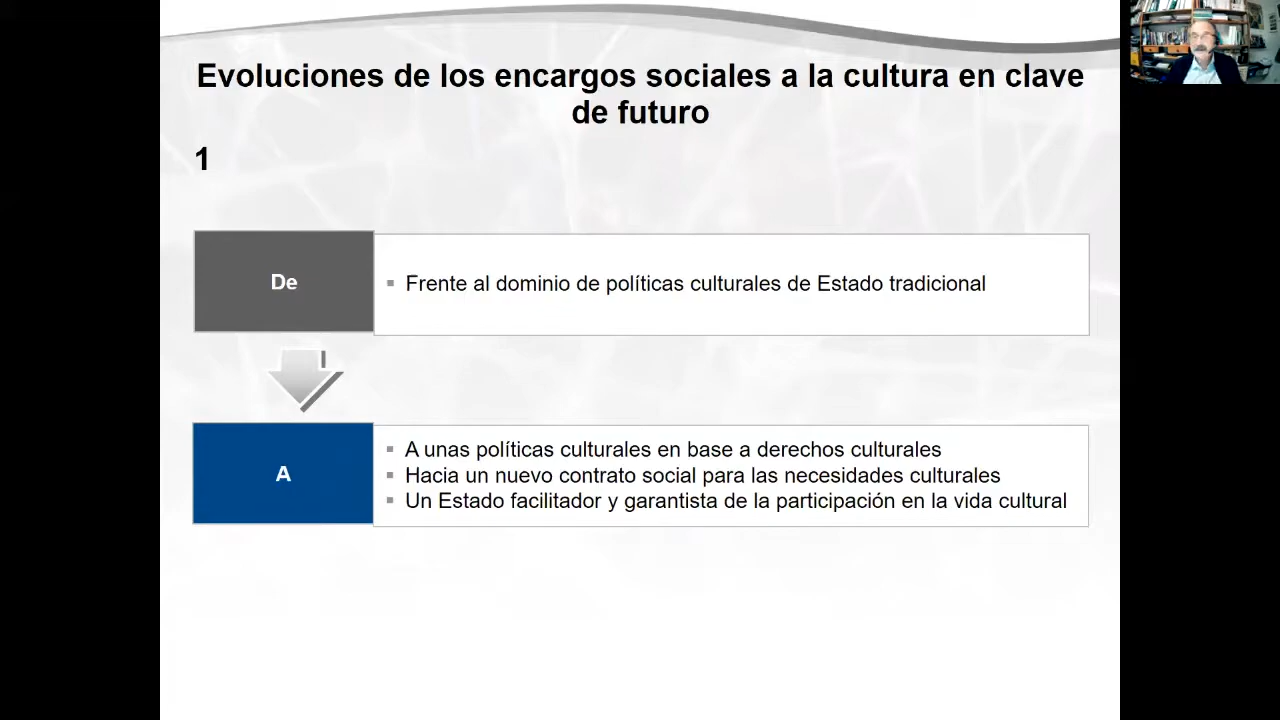 Evoluciones de los encargos sociales a la cultura en clave
de futuro
1
De
Frente al dominio de políticas culturales de Estado tradicional
A
A unas políticas culturales en base a derechos culturales
Hacia un nuevo contrato social para las necesidades culturales
Un Estado facilitador y garantista de la participación en la vida cultural